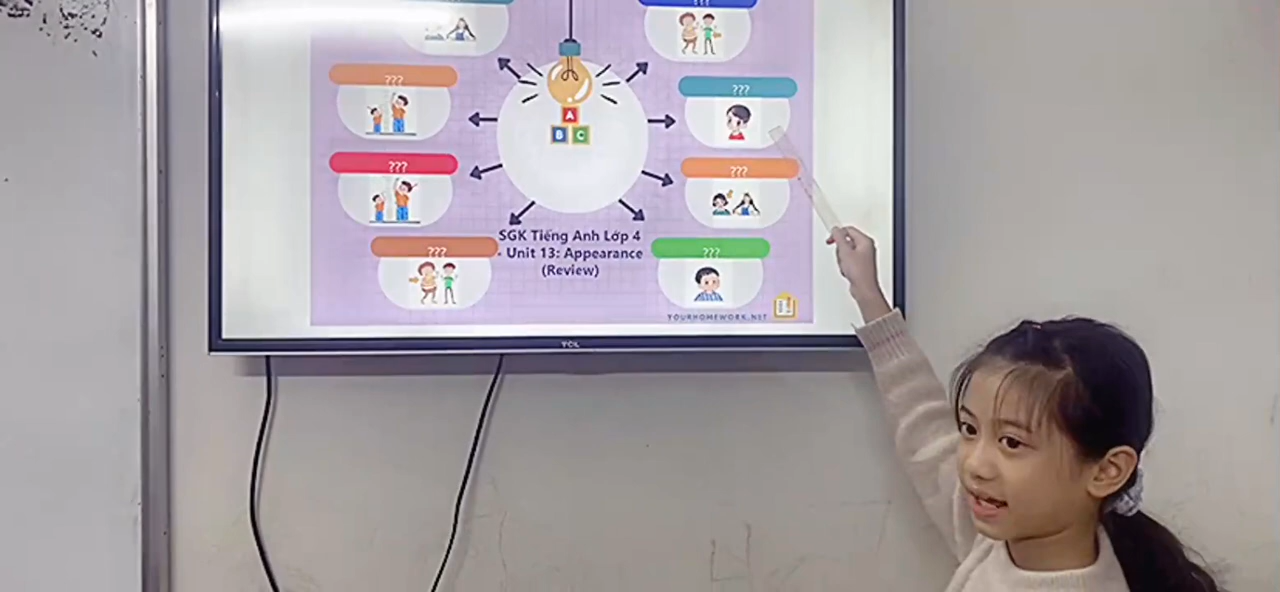 ???
???
???
???
???
A
B C
SGK Tiếng Anh Lớp 4
- Unit 13: Appearance
(Review)
???
???
???
YOURHOMEWORK.NET
TCL